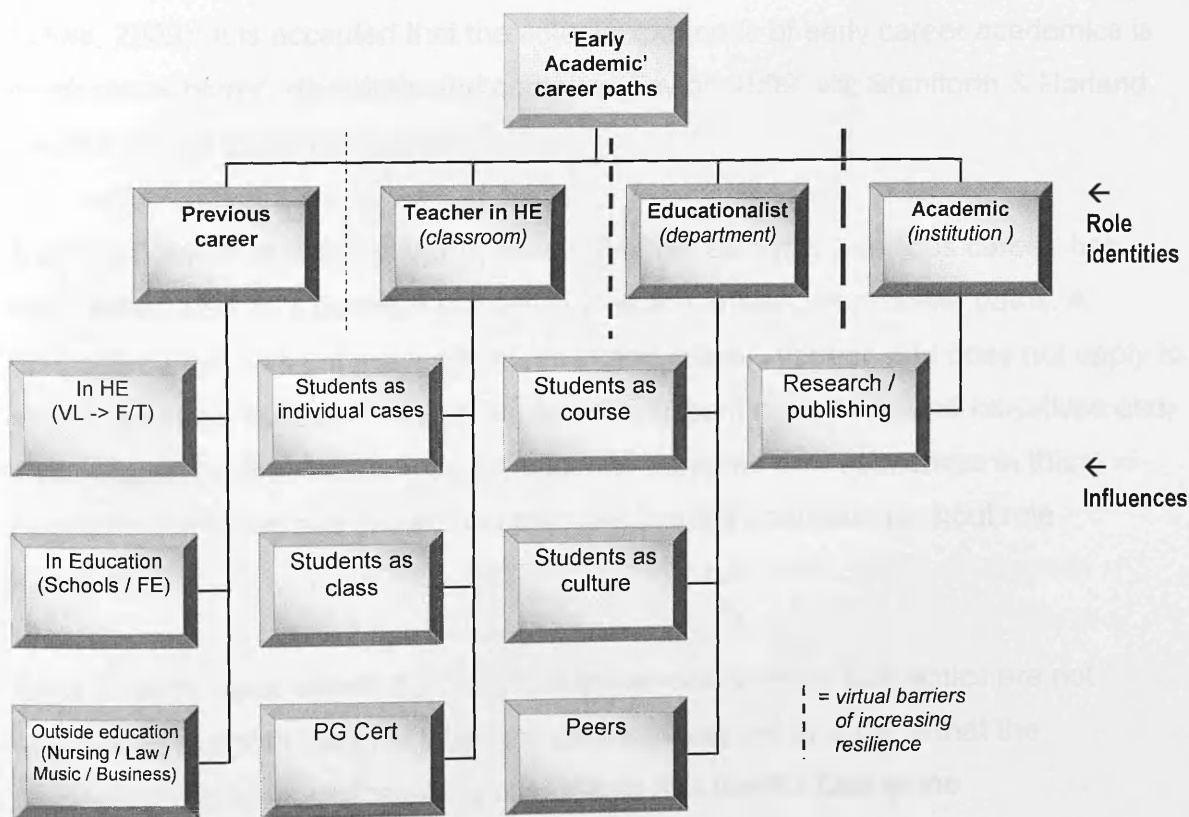 'Early
Academic'
career paths
Previous
career
Teacher in HE
(classroom)
Educationalist
(department)
Academic
(institution )
←
Role
identities
In HE
(VL -> F/T)
Students as
individual cases
Students as
course
Research /
publishing
←
Influences
In Education
(Schools / FE)
Students as
class
Students as
culture
Outside education
(Nursing / Law /
Music / Business)
PG Cert
Peers
= virtual barriers
of increasing
resilience